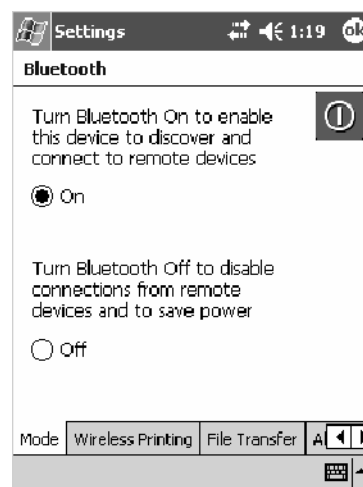 Settings 1:19 ok
Bluetooth
Turn Bluetooth On to enable
this device to discover and
connect to remote devices
On
Turn Bluetooth Off to disable
connections from remote
devices and to save power
Off
Mode Wireless Printing File Transfer